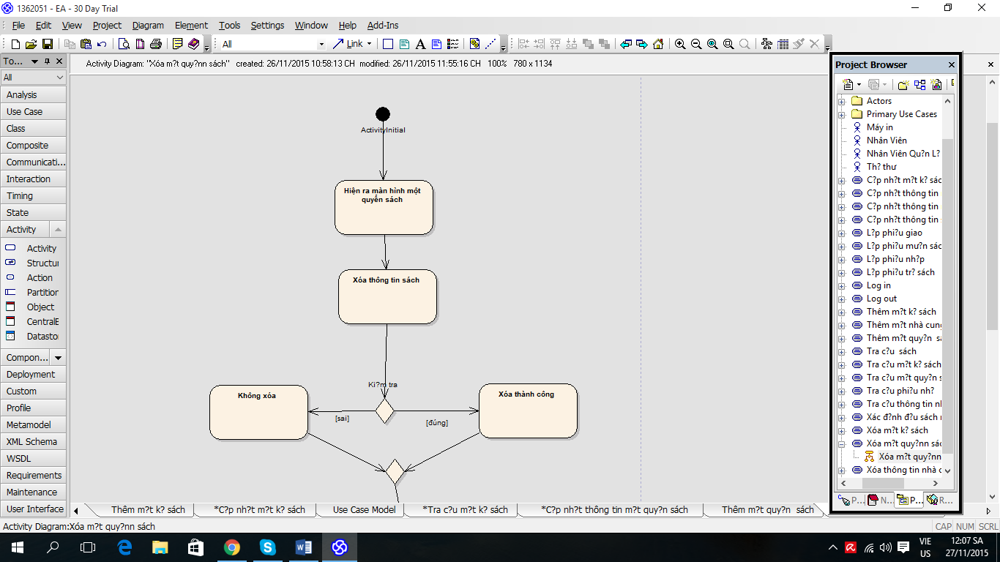 1362051 - EA - 30 Day Trial
File Edit View Project Diagram Element Tools Settings Window Help Add-Ins
All
Link
To...
All
Analysis
Use Case
Class
Composite
Communicati...
Interaction
Timing
State
Activity
Activity
Structur
Action
Partition
Object
CentralB
Datastor
Compon...
Deployment
Custom
Profile
Metamodel
XML Schema
WSDL
Requirements
Maintenance
User Interface
Activity Diagram: "Xóa m?t quy?nn sách" created: 26/11/2015 10:58:13 CH modified: 26/11/2015 11:55:16 CH 100% 780 x 1134
ActivityInitial
Hiện ra màn hình một
quyển sách
Xóa thông tin sách
Ki?m tra
Không xóa
[sai]
[đúng]
Xóa thành công
Project Browser
Actors
Primary Use Cases
Máy in
Nhân Viên
Nhân Viên Qu?n L?
Th? thư
C?p nh?t m?t k? sác
C?p nh?t thông tin
C?p nh?t thông tin
C?p nh?t thông tin
L?p phi?u giao
L?p phi?u mư?n sác
L?p phi?u nh?p
L?p phi?u tr? sách
Log in
Log out
Thêm m?t k? sách
Thêm m?t nhà cung
Thêm m?t quy?n sá
Tra c?u sách
Tra c?u m?t k? sách
Tra c?u m?t quy?n s
Tra c?u phi?u nh?
Tra c?u thông tin nh
Xác đ?nh đ?u sách
Xóa m?t k? sách
Xóa m?t quy?nn sác
Xóa m?t quy?nn
Xóa thông tin nhà c
P... N... P... R...
Thêm m?t k? sách *C?p nh?t m?t k? sách Use Case Model *Tra c?u m?t k? sách *C?p nh?t thông tin m?t quy?n sách Thêm m?t quy?n sách
Activity Diagram:Xóa m?t quy?nn sách
CAP NUM SCRL
VIE
US
12:07 SA
27/11/2015